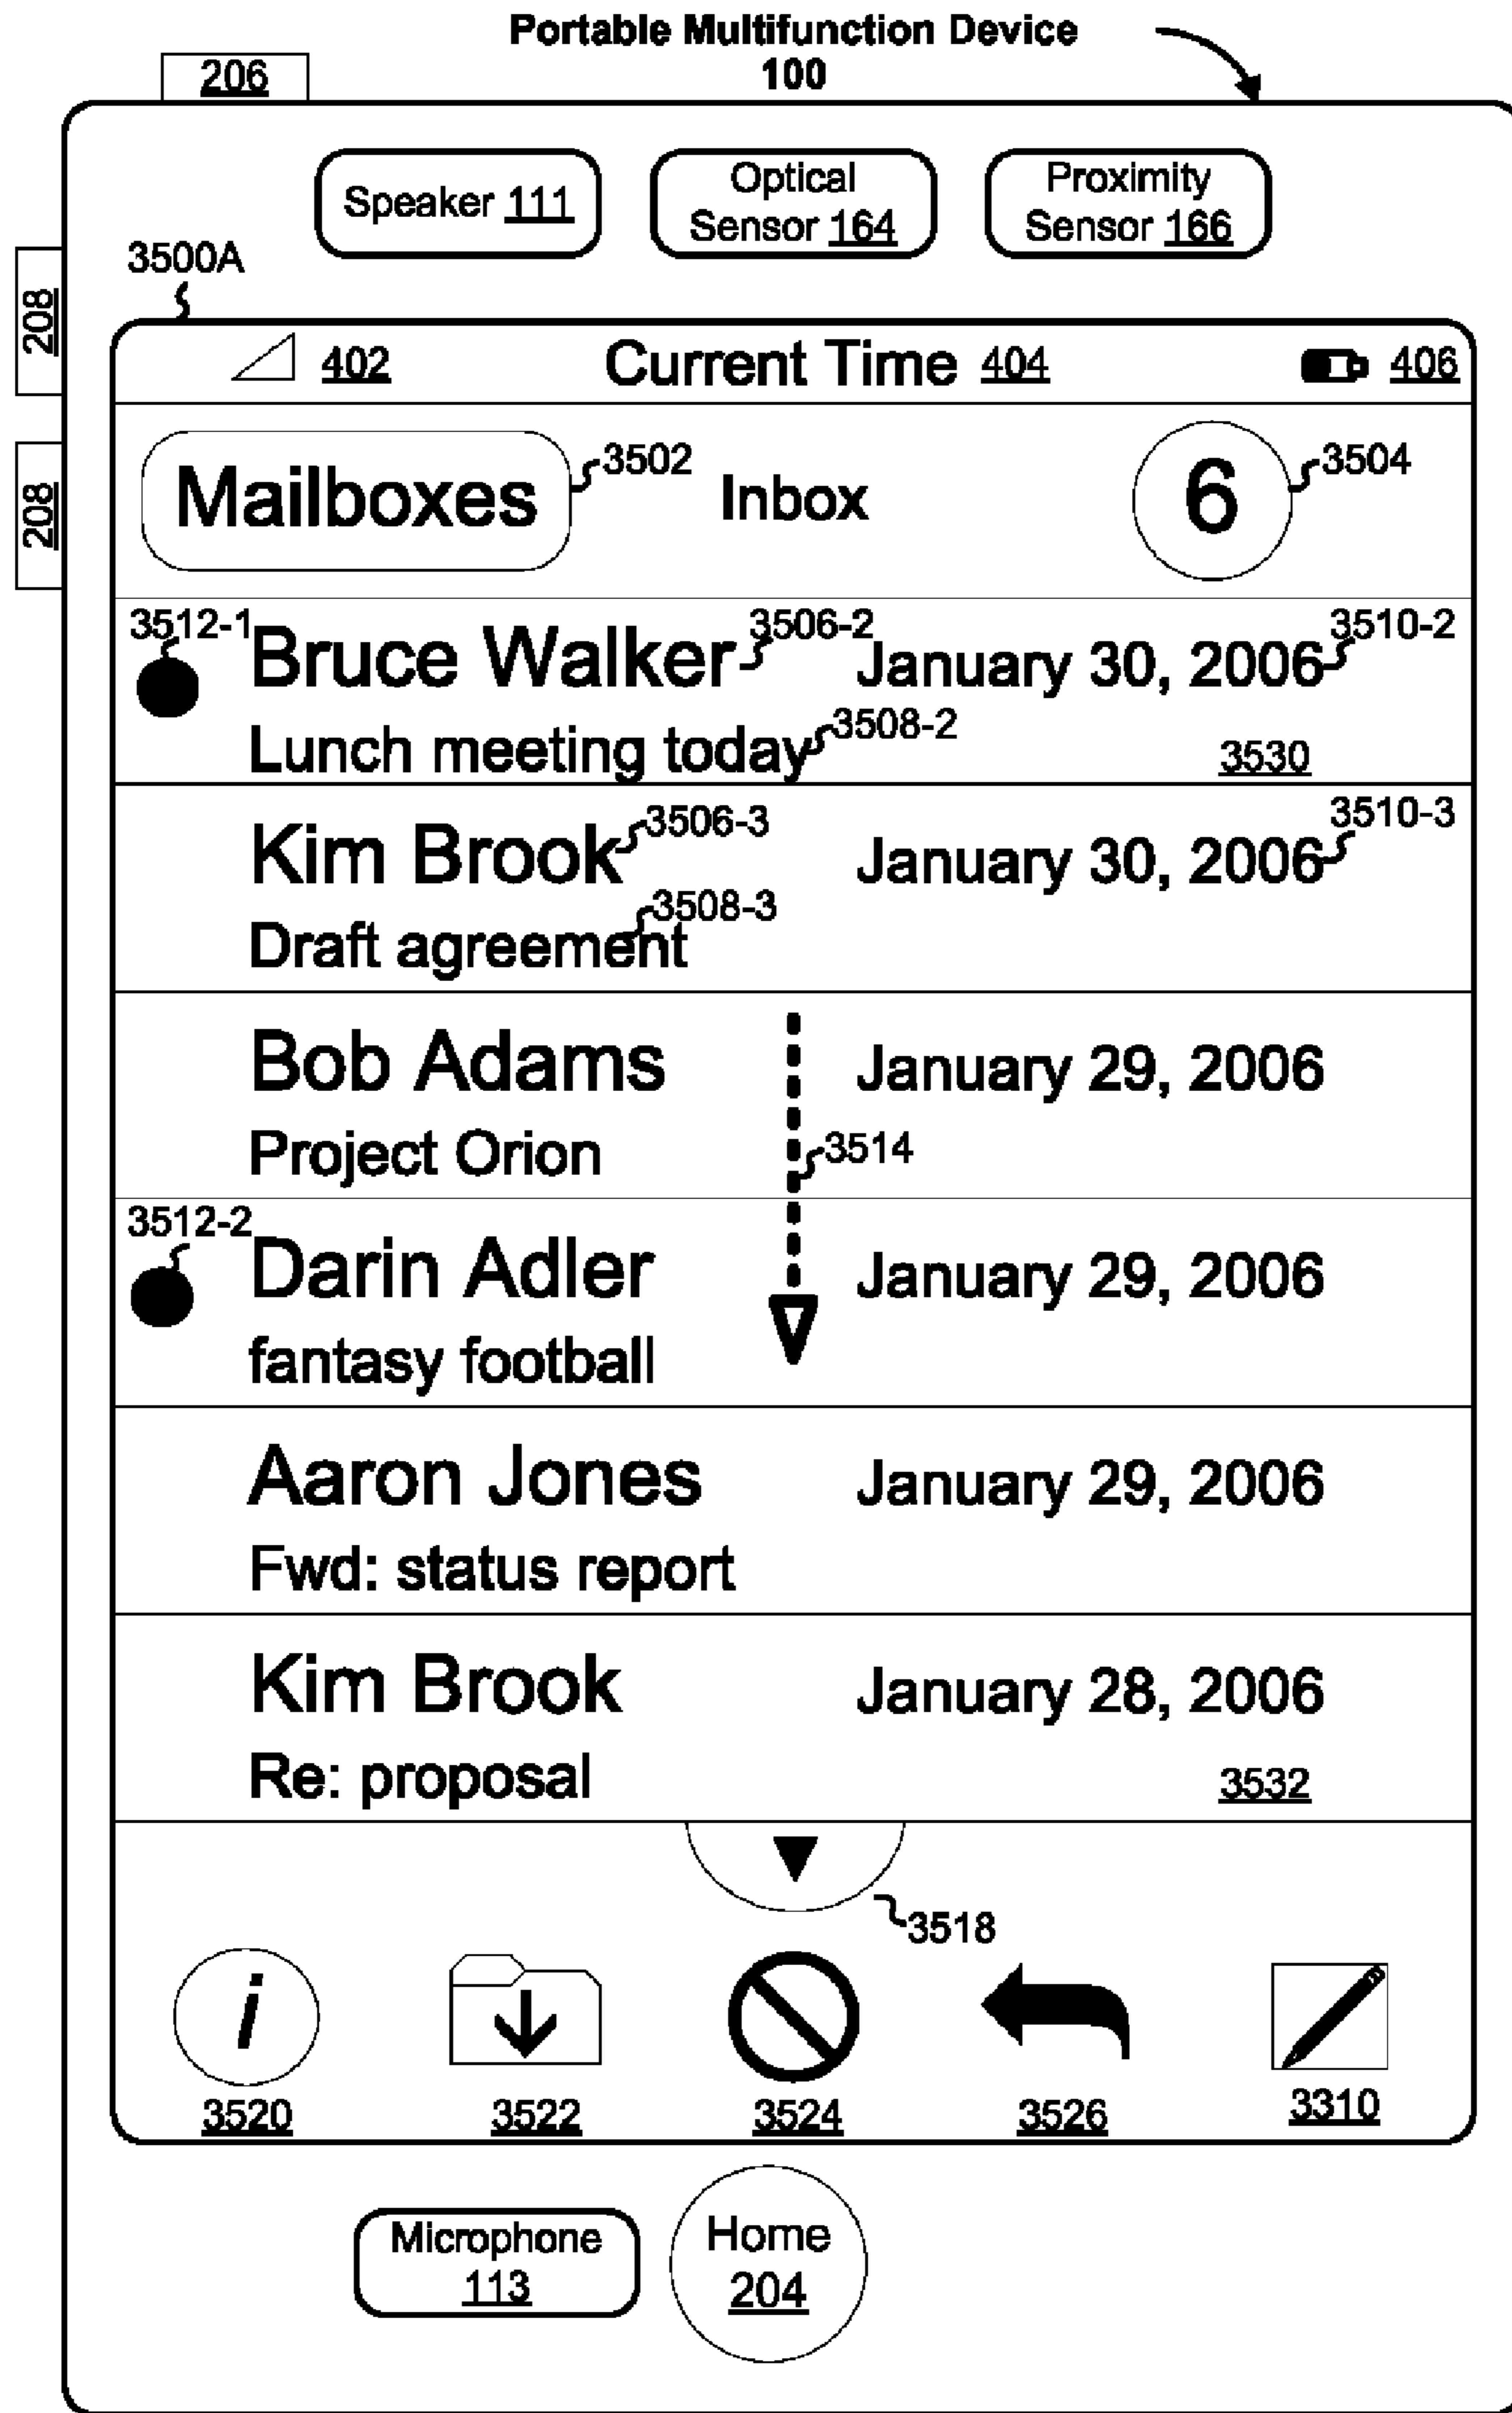 Portable Multifunction Device
100
206
Speaker 111
Optical
Sensor 164
Proximity
Sensor 166
3500A
208
208
402
Current Time 404
406
Mailboxes
3502
Inbox
6
3504
3512-1
Bruce Walker
3506-2
January 30, 2006
3510-2
Lunch meeting today
3508-2
3530
Kim Brook
3506-3
January 30, 2006
3510-3
Draft agreement
3508-3
Bob Adams
January 29, 2006
Project Orion
3514
3512-2
Darin Adler
January 29, 2006
fantasy football
Aaron Jones
January 29, 2006
Fwd: status report
Kim Brook
January 28, 2006
Re: proposal
3532
3518
i
3520
3522
3524
3526
3310
Microphone
113
Home
204